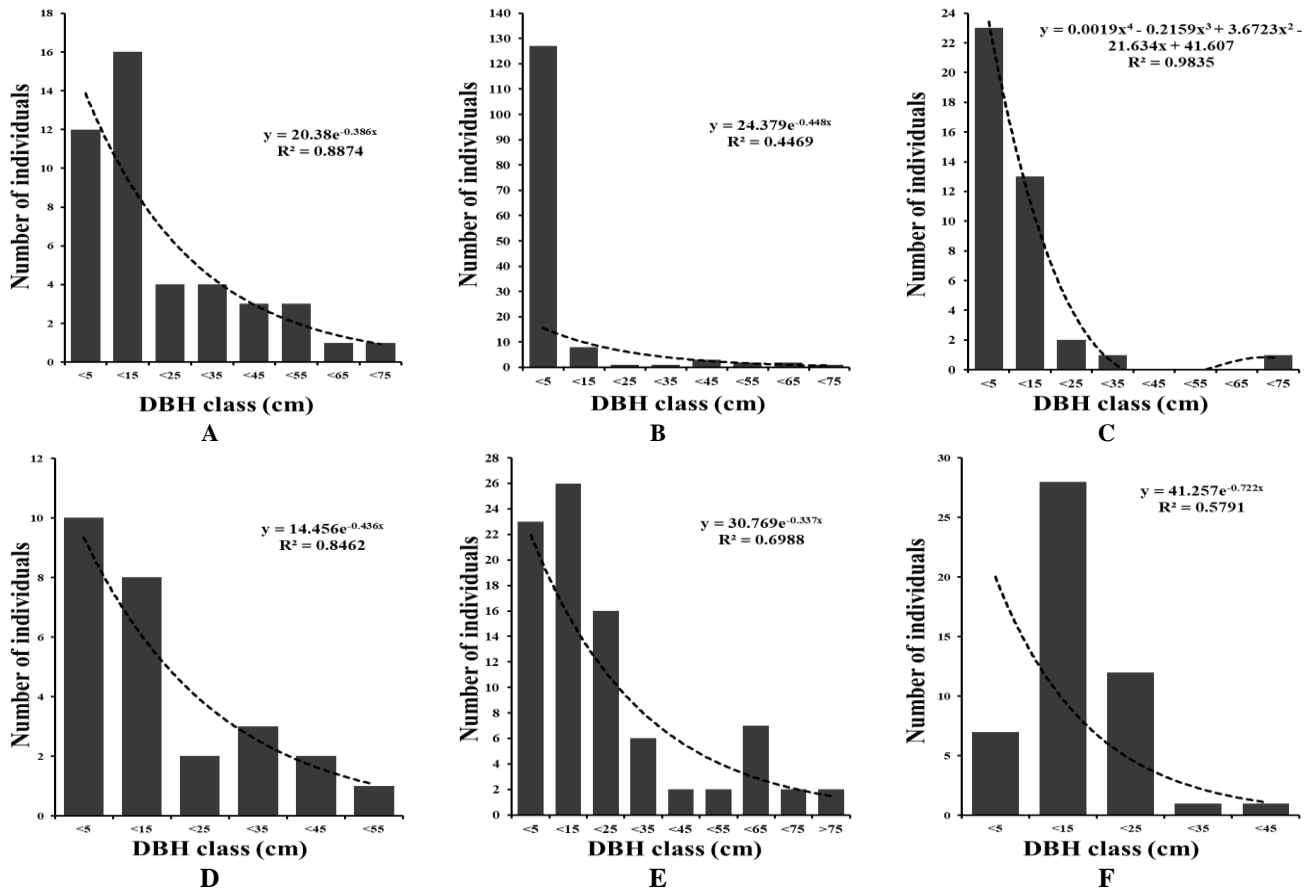 18
16
14
12
10
8
6
4
2
0
Number of individuals
y = 20.38e^-0.386x
R² = 0.8874
<5 <15 <25 <35 <45 <55 <65 <75
DBH class (cm)
A
140
130
120
110
100
90
80
70
60
50
40
30
20
10
0
Number of individuals
y = 24.379e^-0.448x
R² = 0.4469
<5 <15 <25 <35 <45 <55 <65 <75
DBH class (cm)
B
24
22
20
18
16
14
12
10
8
6
4
2
0
Number of individuals
y = 0.0019x⁴ - 0.2159x³ + 3.6723x² -
21.634x + 41.607
R² = 0.9835
<5 <15 <25 <35 <45 <55 <65 <75
DBH class (cm)
C
12
10
8
6
4
2
0
Number of individuals
y = 14.456e^-0.436x
R² = 0.8462
<5 <15 <25 <35 <45 <55
DBH class (cm)
D
28
26
24
22
20
18
16
14
12
10
8
6
4
2
0
Number of individuals
y = 30.769e^-0.337x
R² = 0.6988
<5 <15 <25 <35 <45 <55 <65 <75 >75
DBH class (cm)
E
30
25
20
15
10
5
0
Number of individuals
y = 41.257e^-0.722x
R² = 0.5791
<5 <15 <25 <35 <45
DBH class (cm)
F